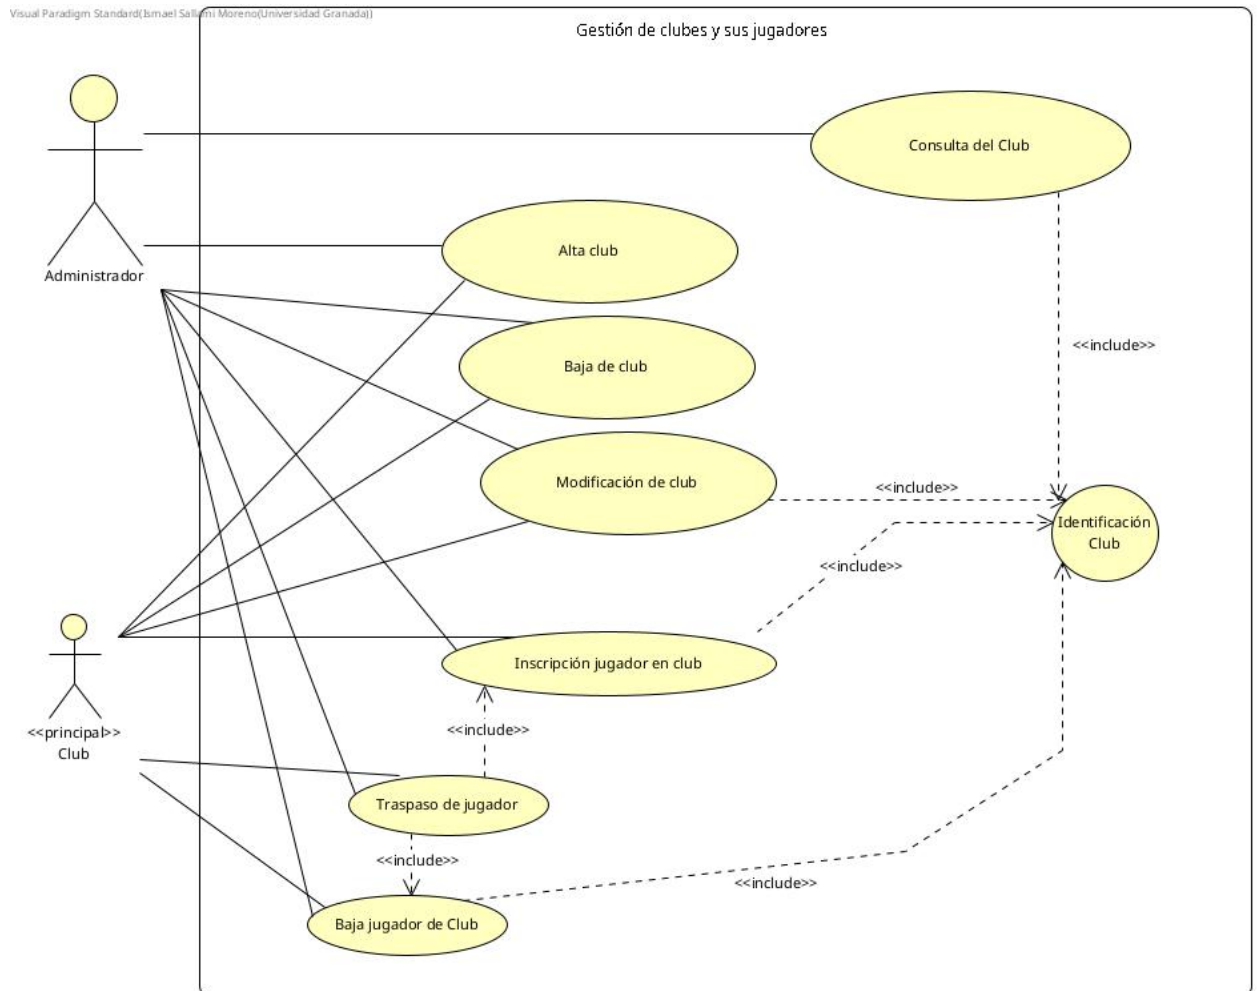 Visual Paradigm Standard(Ismael Sallami Moreno(Universidad Granada))
Gestión de clubes y sus jugadores
Consulta del Club
Alta club
Administrador
<<include>>
Baja de club
Modificación de club
<<include>>
Identificación
Club
<<include>>
Inscripción jugador en club
<<include>>
<<principal>>
Club
Traspaso de jugador
<<include>>
<<include>>
Baja jugador de Club